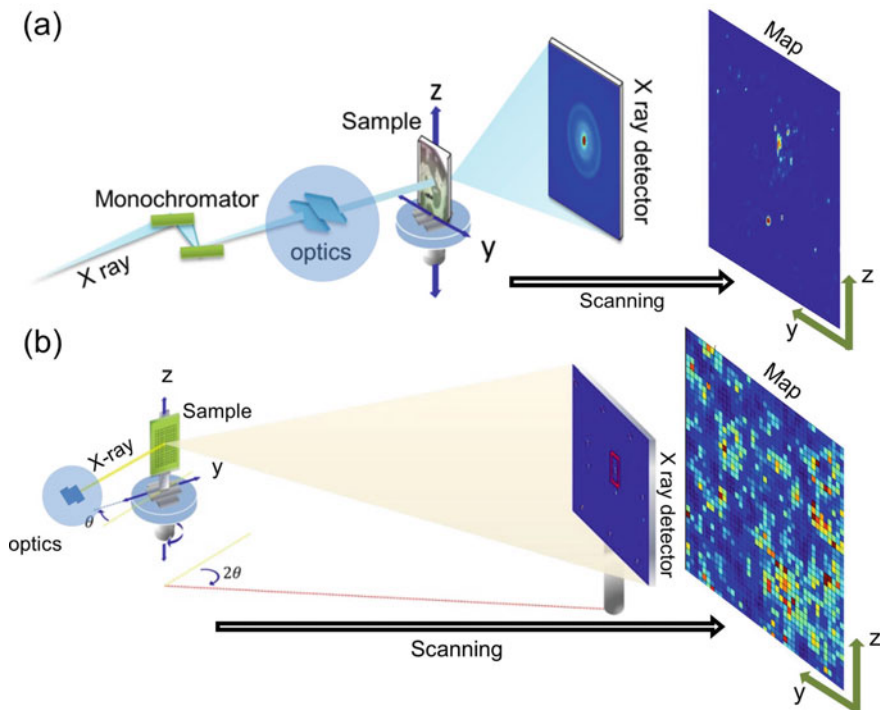 (a)
Map
z
Sample
X ray detector
Monochromator
optics
X ray
y
z
Scanning
y
(b)
Map
z
Sample
X-ray
y
X ray detector
θ
optics
2θ
z
Scanning
y